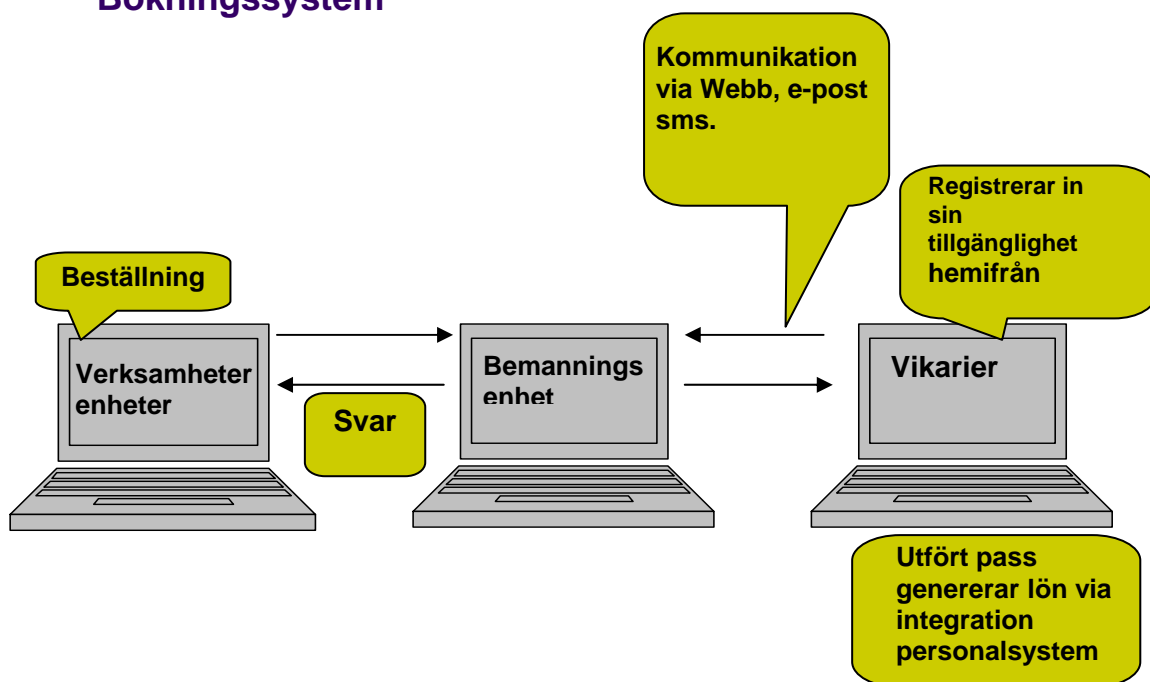 Bokningssystem
Kommunikation
via Webb, e-post
sms.
Registrerar in
sin
tillgänglighet
hemifrån
Beställning
Verksamheter
enheter
Svar
Bemannings
enhet
Vikarier
Utfört pass
genererar lön via
integration
personalsystem